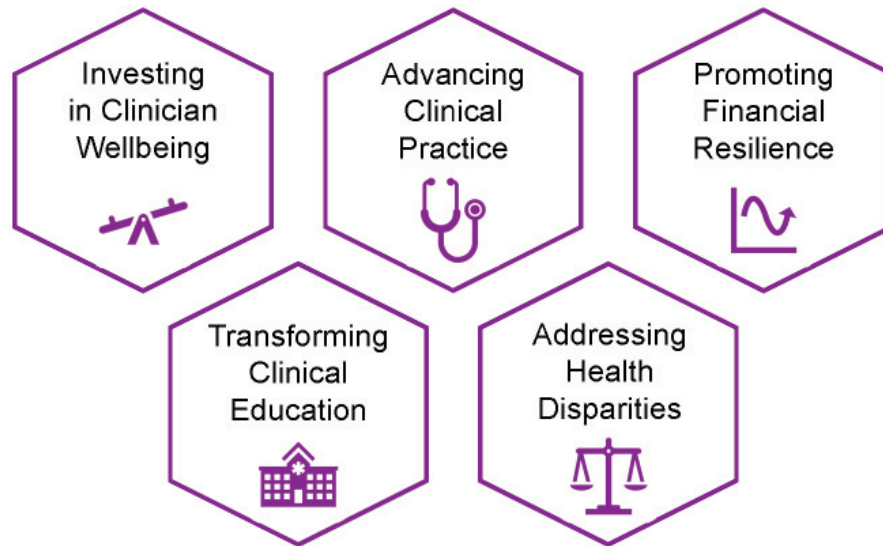 Investing
in Clinician
Wellbeing
Advancing
Clinical
Practice
Promoting
Financial
Resilience
Transforming
Clinical
Education
Addressing
Health
Disparities